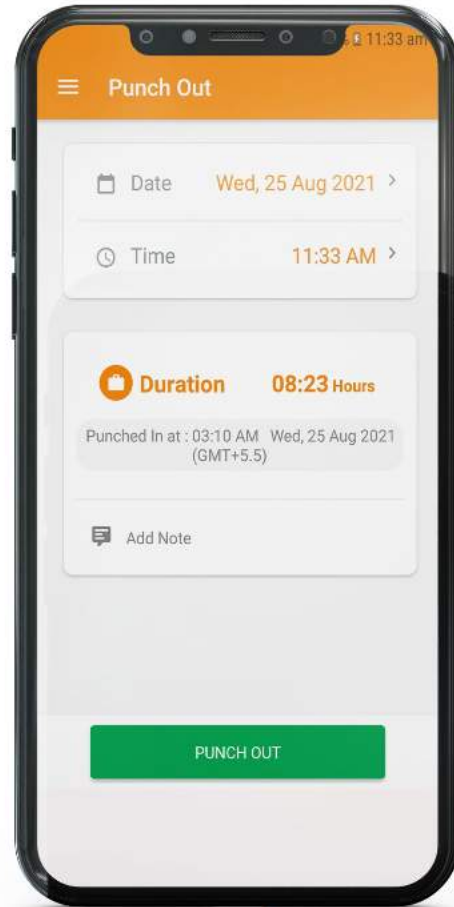 11:33 am
Punch Out
Date Wed, 25 Aug 2021
Time 11:33 AM
Duration 08:23 Hours
Punched In at : 03:10 AM Wed, 25 Aug 2021
(GMT+5.5)
Add Note
PUNCH OUT